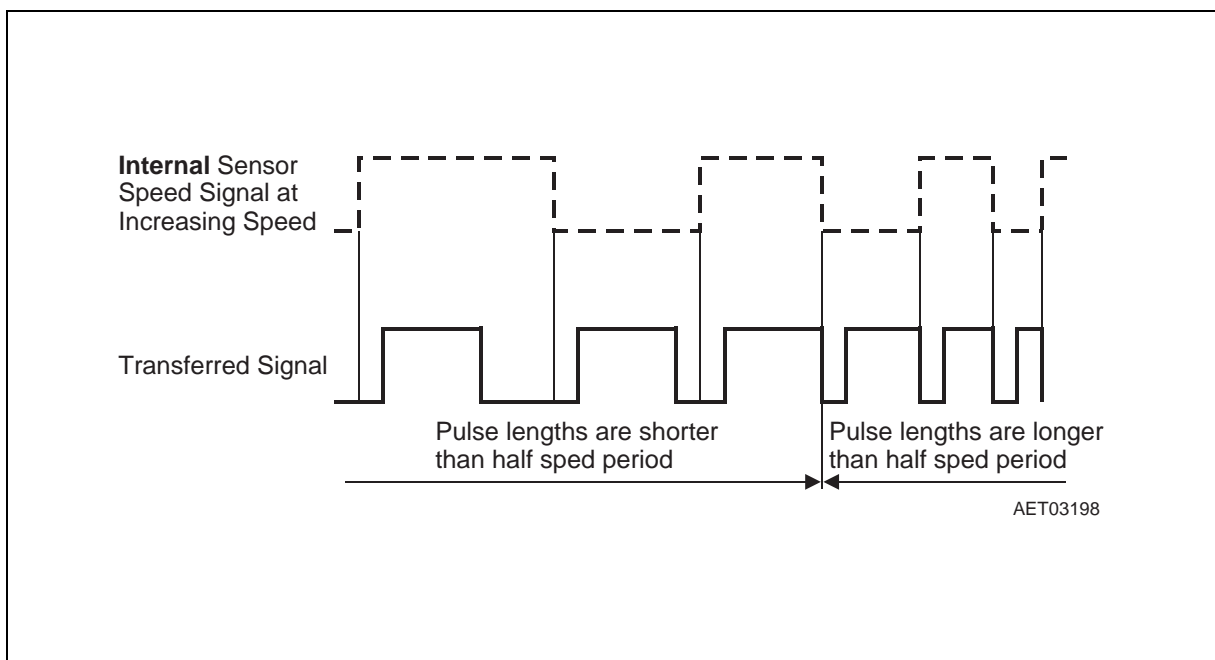 Internal Sensor
Speed Signal at
Increasing Speed
Transferred Signal
Pulse lengths are shorter
than half sped period
Pulse lengths are longer
than half sped period
AET03198